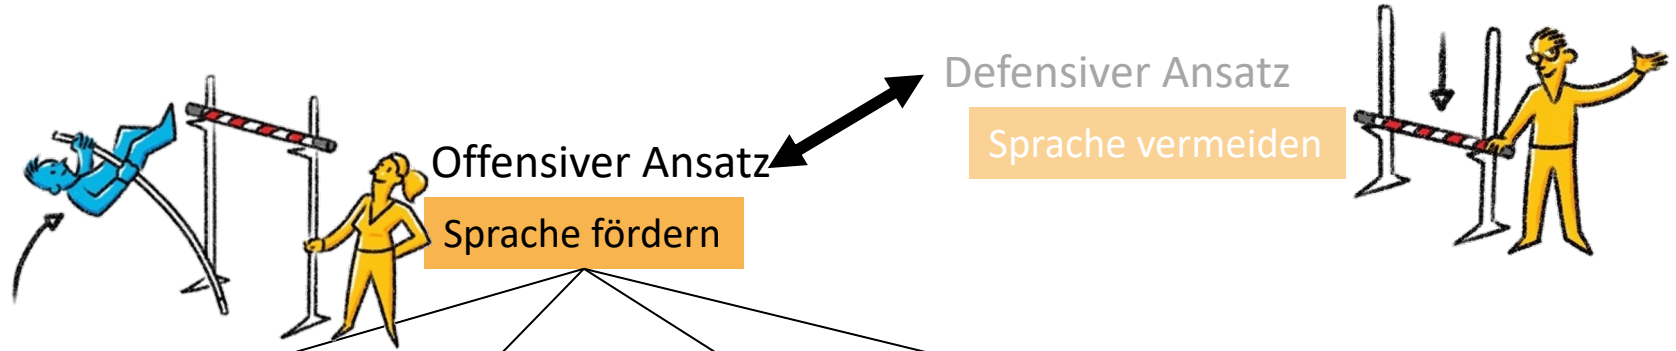 Defensiver Ansatz
Sprache vermeiden
Offensiver Ansatz
Sprache fördern